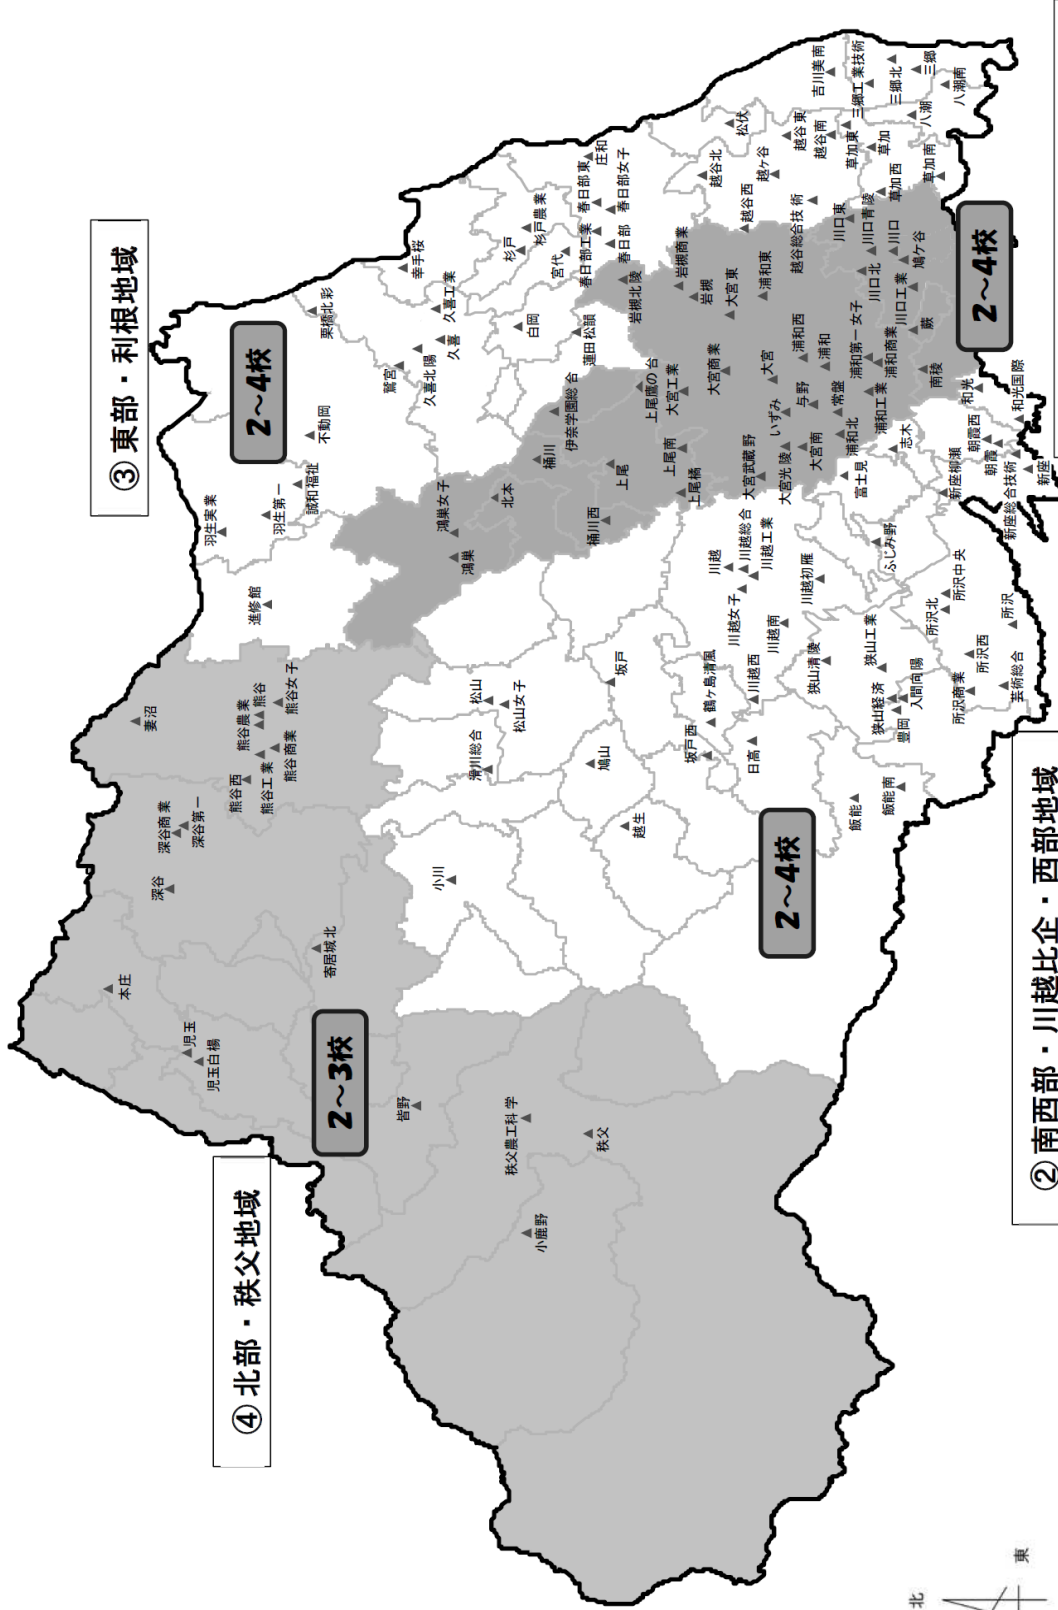 ④ 北部・秩父地域
③ 東部・利根地域
② 南西部・川越比企・西部地域
2～3校
2～4校
2～4校
2～4校
本庄
児玉
児玉白楊
深谷
深谷商業
深谷第一
妻沼
熊谷西
熊谷農業
熊谷
熊谷女子
熊谷工業
熊谷商業
寄居城北
皆野
秩父農工科学
秩父
小鹿野
進修館
羽生実業
羽生第一
誠和福祉
不動岡
栗橋北彩
幸手桜
鷲宮
久喜北陽
久喜
久喜工業
白岡
蓮田松韻
杉戸
杉戸農業
宮代
春日部工業
春日部東
春日部
春日部女子
庄和
松伏
越谷北
越谷西
越ケ谷
越谷東
越谷南
越谷総合技術
吉川美南
三郷工業技術
三郷北
三郷
八潮
八潮南
草加東
草加
草加西
草加南
鴻巣女子
鴻巣
北本
桶川
桶川西
伊奈学園総合
上尾
上尾鷹の台
上尾南
上尾橘
大宮工業
大宮商業
大宮武蔵野
大宮光陵
大宮南
大宮
大宮東
いずみ
与野
常盤
岩槻北陵
岩槻商業
岩槻
浦和東
浦和西
浦和
浦和第一女子
浦和商業
浦和工業
浦和北
南稜
蕨
川口工業
川口北
川口東
川口青陵
川口
鳩ケ谷
小川
滑川総合
松山
松山女子
鳩山
越生
坂戸
坂戸西
鶴ケ島清風
日高
川越
川越総合
川越工業
川越女子
川越初雁
川越南
川越西
狭山清陵
狭山工業
狭山経済
入間向陽
豊岡
飯能
飯能南
富士見
ふじみ野
志木
新座柳瀬
新座総合技術
新座
朝霞
朝霞西
和光
和光国際
所沢中央
所沢北
所沢
所沢西
所沢商業
芸術総合
北
東